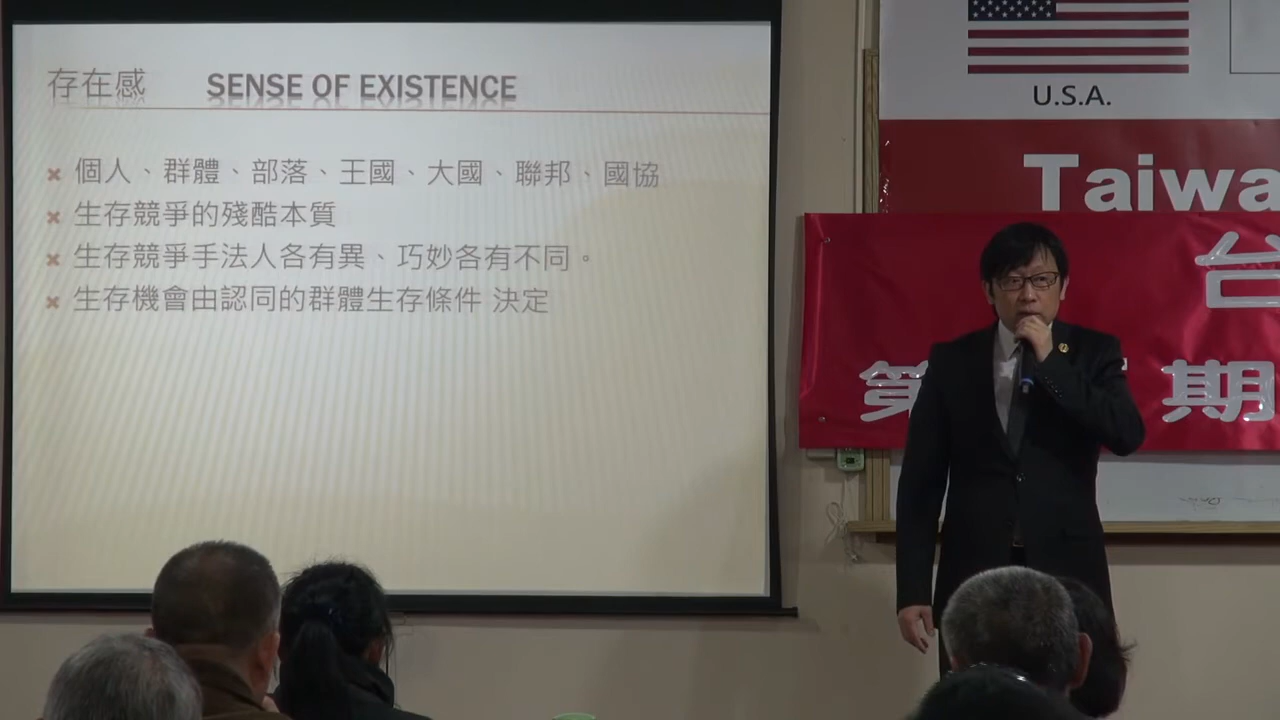 存在感 SENSE OF EXISTENCE
個人、群體、部落、王國、大國、聯邦、國協
生存競爭的殘酷本質
生存競爭手法人各有異、巧妙各有不同。
生存機會由認同的群體生存條件 決定
U.S.A.
Taiwa
台
第 期